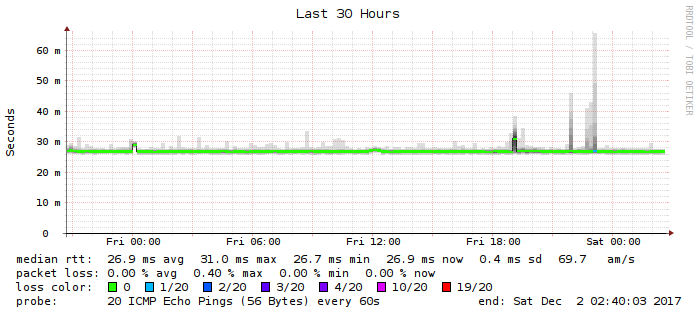 Last 30 Hours
RRDTOOL / TOBI OETIKER
Seconds
60 m
50 m
40 m
30 m
20 m
10 m
0
Fri 00:00 Fri 06:00 Fri 12:00 Fri 18:00 Sat 00:00
median rtt: 26.9 ms avg 31.0 ms max 26.7 ms min 26.9 ms now 0.4 ms sd 69.7 am/s
packet loss: 0.00 % avg 0.40 % max 0.00 % min 0.00 % now
loss color: 0 1/20 2/20 3/20 4/20 10/20 19/20
probe: 20 ICMP Echo Pings (56 Bytes) every 60s end: Sat Dec 2 02:40:03 2017